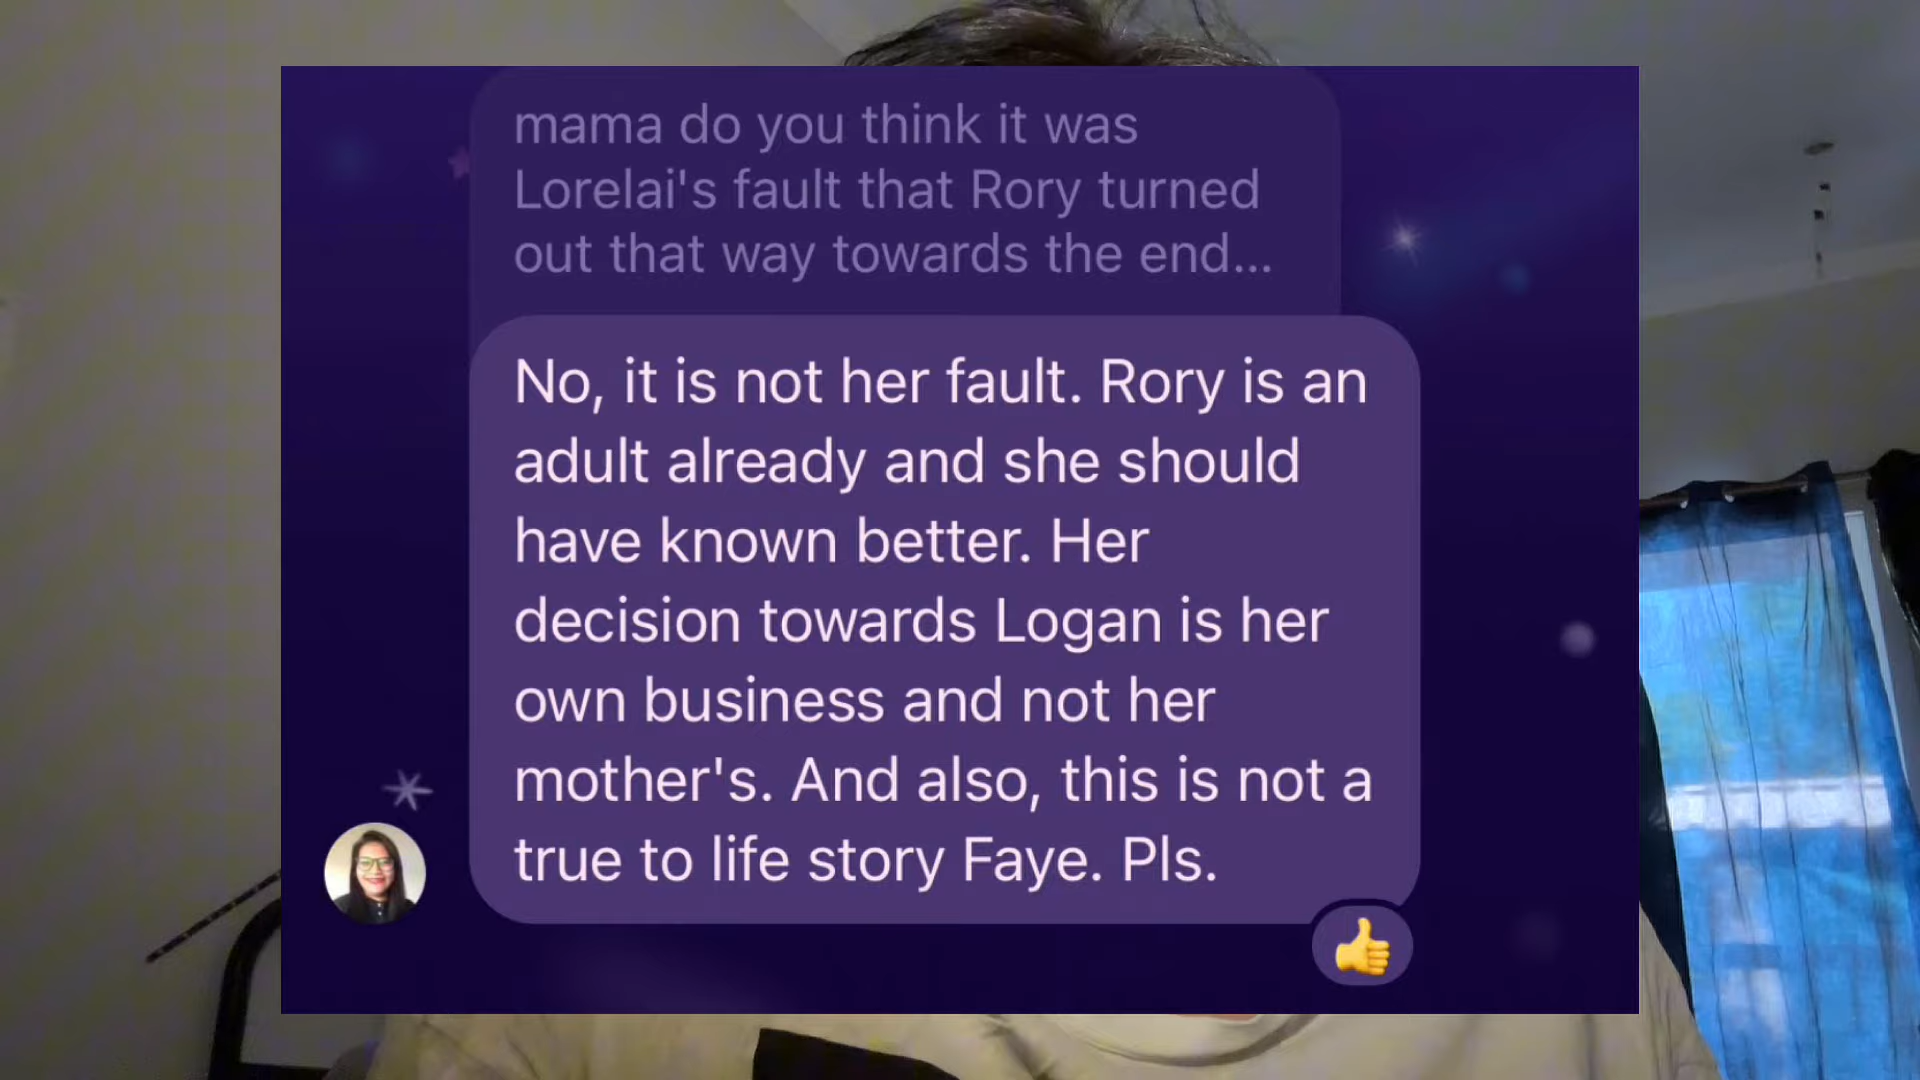 mama do you think it was
Lorelai's fault that Rory turned
out that way towards the end...
No, it is not her fault. Rory is an
adult already and she should
have known better. Her
decision towards Logan is her
own business and not her
mother's. And also, this is not a
true to life story Faye. Pls.